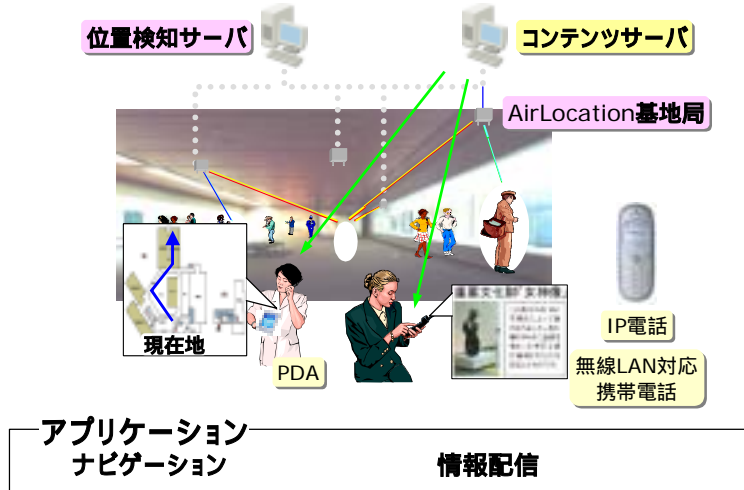 位置検知サーバ
コンテンツサーバ
AirLocation基地局
現在地
PDA
IP電話
無線LAN対応
携帯電話
アプリケーション
ナビゲーション
情報配信